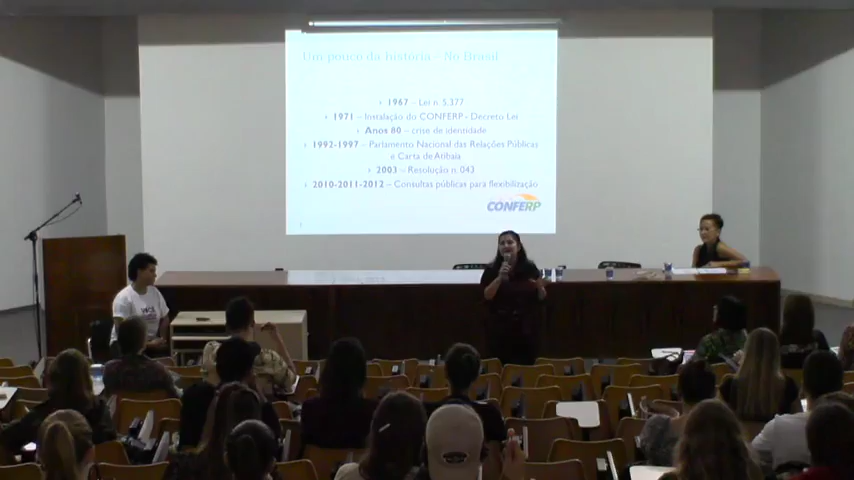 Um pouco da história – No Brasil
› 1967 – Lei n. 5.377
› 1971 – Instalação do CONFERP - Decreto Lei
› Anos 80 – crise de identidade
› 1992-1997 – Parlamento Nacional das Relações Públicas
e Carta de Atibaia
› 2003 – Resolução n. 043
› 2010-2011-2012 – Consultas públicas para flexibilização
CONFERP